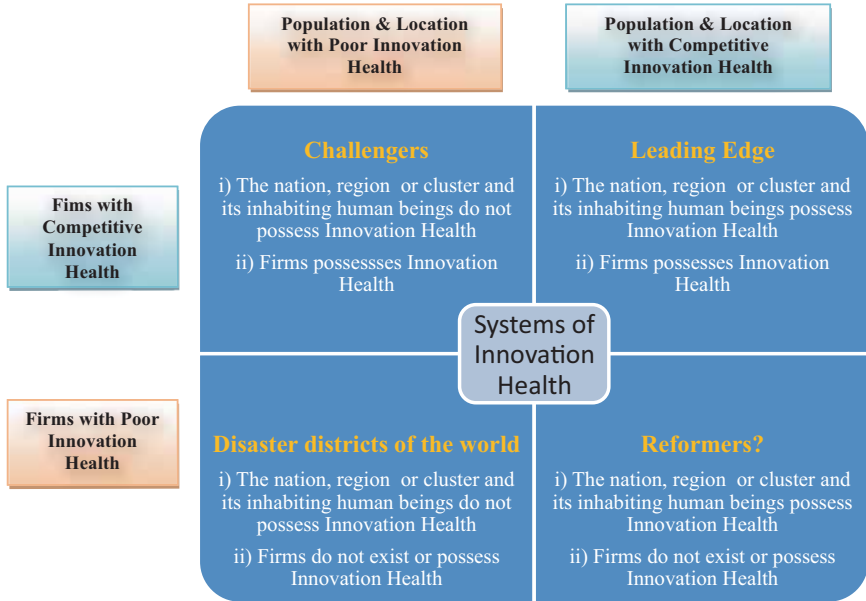 Population & Location
with Poor Innovation
Health
Population & Location
with Competitive
Innovation Health
Fims with
Competitive
Innovation
Health
Challengers
i) The nation, region or cluster and
its inhabiting human beings do not
possess Innovation Health
ii) Firms possessses Innovation
Health
Leading Edge
i) The nation, region or cluster and
its inhabiting human beings possess
Innovation Health
ii) Firms possesses Innovation
Health
Systems of
Innovation
Health
Firms with Poor
Innovation
Health
Disaster districts of the world
i) The nation, region or cluster and
its inhabiting human beings do not
possess Innovation Health
ii) Firms do not exist or possess
Innovation Health
Reformers?
i) The nation, region or cluster and
its inhabiting human beings possess
Innovation Health
ii) Firms do not exist or possess
Innovation Health